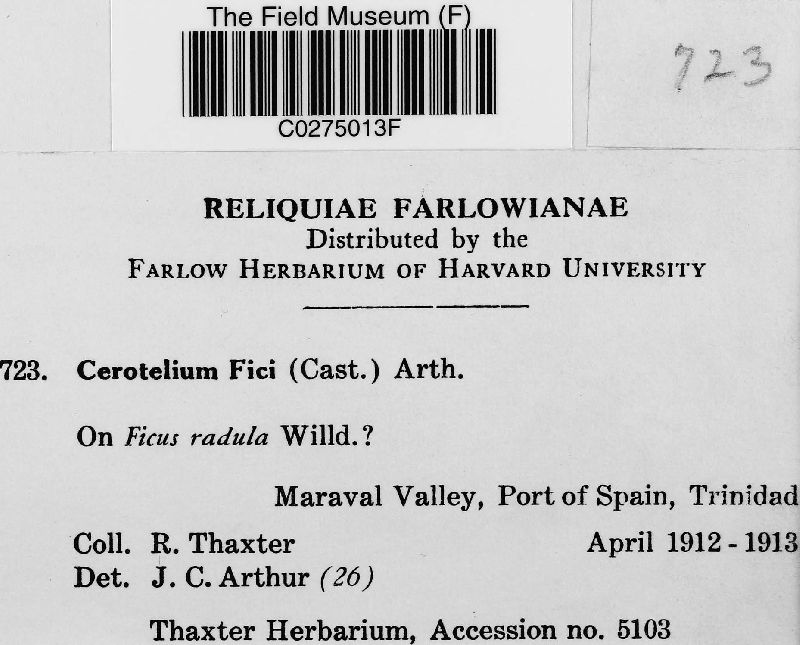 The Field Museum (F)
C0275013F
723
RELIQUIAE FARLOWIANAE
Distributed by the
FARLOW HERBARIUM OF HARVARD UNIVERSITY
723. Cerotelium Fici (Cast.) Arth.
On Ficus radula Willd.?
Maraval Valley, Port of Spain, Trinidad
Coll. R. Thaxter April 1912-1913
Det. J. C. Arthur (26)
Thaxter Herbarium, Accession no. 5103